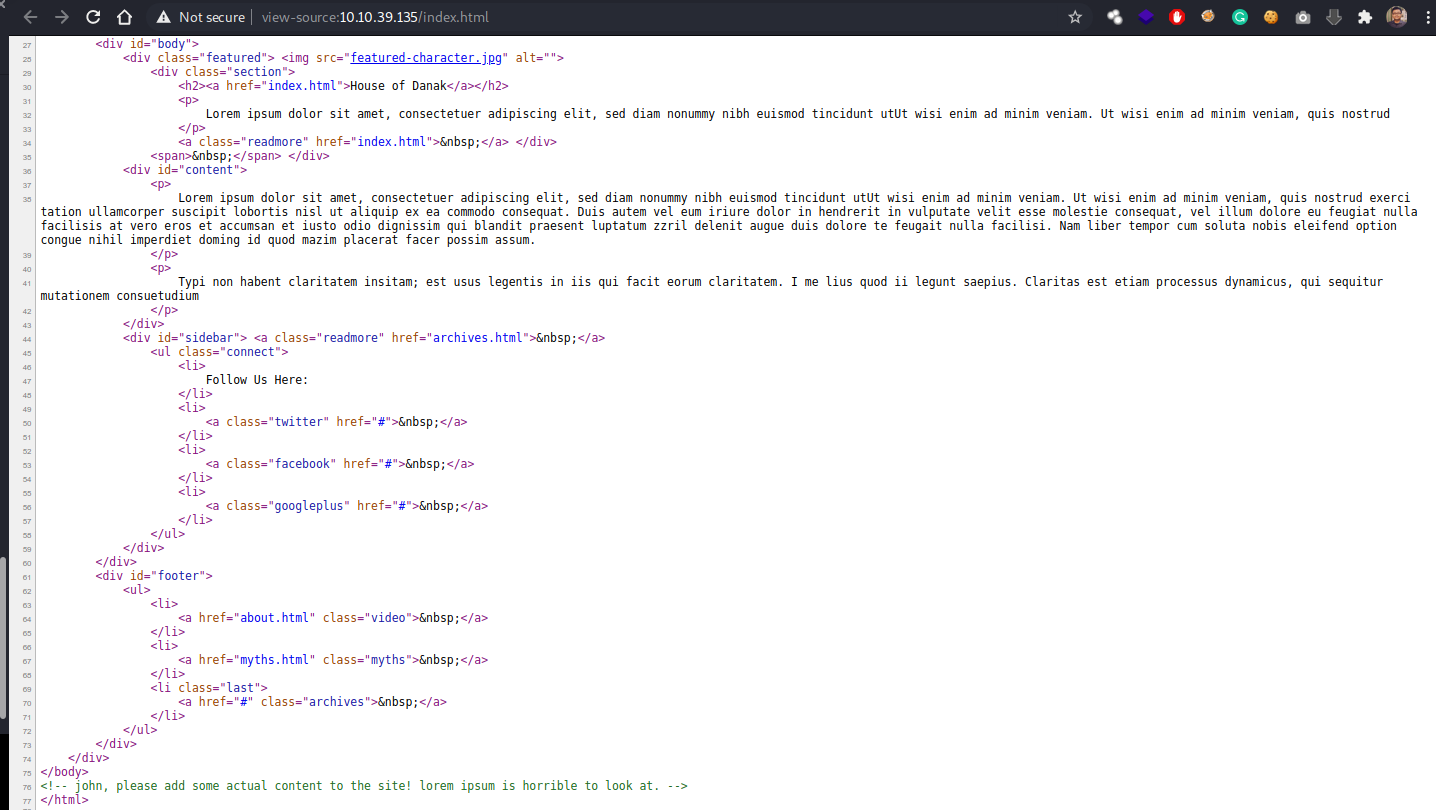 Not secure | view-source:10.10.39.135/index.html
27 <div id="body">
28 <div class="featured"> <img src="featured-character.jpg" alt="">
29 <div class="section">
30 <h2><a href="index.html">House of Danak</a></h2>
31 <p>
32 Lorem ipsum dolor sit amet, consectetuer adipiscing elit, sed diam nonummy nibh euismod tincidunt utUt wisi enim ad minim veniam. Ut wisi enim ad minim veniam, quis nostrud
33 </p>
34 <a class="readmore" href="index.html">&nbsp;</a> </div>
35 <span>&nbsp;</span> </div>
36 <div id="content">
37 <p>
38 Lorem ipsum dolor sit amet, consectetuer adipiscing elit, sed diam nonummy nibh euismod tincidunt utUt wisi enim ad minim veniam. Ut wisi enim ad minim veniam, quis nostrud exerci
tation ullamcorper suscipit lobortis nisl ut aliquip ex ea commodo consequat. Duis autem vel eum iriure dolor in hendrerit in vulputate velit esse molestie consequat, vel illum dolore eu feugiat nulla
facilisis at vero eros et accumsan et iusto odio dignissim qui blandit praesent luptatum zzril delenit augue duis dolore te feugait nulla facilisi. Nam liber tempor cum soluta nobis eleifend option
congue nihil imperdiet doming id quod mazim placerat facer possim assum.
39 </p>
40 <p>
41 Typi non habent claritatem insitam; est usus legentis in iis qui facit eorum claritatem. I me lius quod ii legunt saepius. Claritas est etiam processus dynamicus, qui sequitur
mutationem consuetudium
42 </p>
43 </div>
44 <div id="sidebar"> <a class="readmore" href="archives.html">&nbsp;</a>
45 <ul class="connect">
46 <li>
47 Follow Us Here:
48 </li>
49 <li>
50 <a class="twitter" href="#">&nbsp;</a>
51 </li>
52 <li>
53 <a class="facebook" href="#">&nbsp;</a>
54 </li>
55 <li>
56 <a class="googleplus" href="#">&nbsp;</a>
57 </li>
58 </ul>
59 </div>
60 </div>
61 <div id="footer">
62 <ul>
63 <li>
64 <a href="about.html" class="video">&nbsp;</a>
65 </li>
66 <li>
67 <a href="myths.html" class="myths">&nbsp;</a>
68 </li>
69 <li class="last">
70 <a href="#" class="archives">&nbsp;</a>
71 </li>
72 </ul>
73 </div>
74 </div>
75 </body>
76 <!-- john, please add some actual content to the site! lorem ipsum is horrible to look at. -->
77 </html>